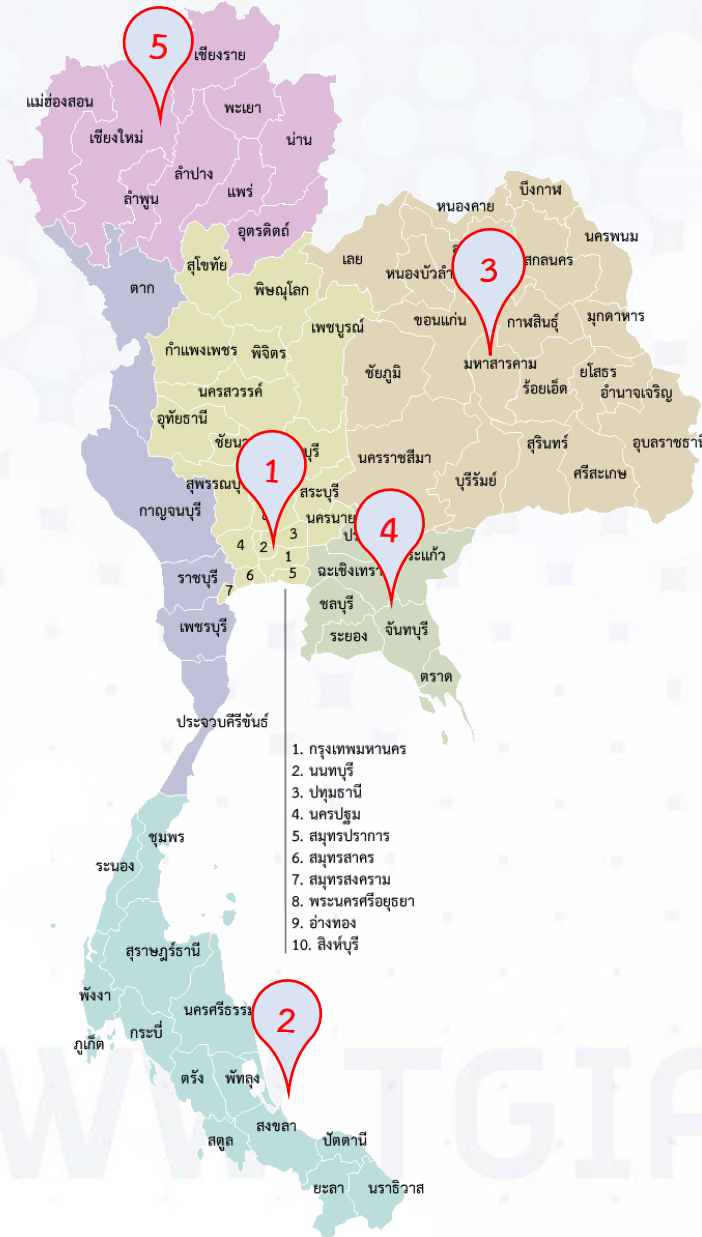 5
เชียงราย
แม่ฮ่องสอน
พะเยา
เชียงใหม่
น่าน
ลำปาง
ลำพูน
แพร่
อุตรดิตถ์
บึงกาฬ
หนองคาย
นครพนม
สุโขทัย
เลย
3
สกลนคร
หนองบัวลำ
ตาก
พิษณุโลก
เพชบูรณ์
ขอนแก่น
กาฬสินธุ์
มุกดาหาร
กำแพงเพชร
พิจิตร
ชัยภูมิ
มหาสารคาม
ร้อยเอ็ด
ยโสธร
อำนาจเจริญ
นครสวรรค์
อุทัยธานี
ชัยนา
บุรี
สุรินทร์
อุบลราชธานี
1
นครราชสีมา
บุรีรัมย์
ศรีสะเกษ
สุพรรณบุ
สระบุรี
กาญจนบุรี
นครนาย
4
ปร
3
4
2
1
ระแก้ว
ราชบุรี
6
5
ฉะเชิงเทรา
7
ชลบุรี
เพชรบุรี
ระยอง
จันทบุรี
ตราด
ประจวบคีรีขันธ์
1. กรุงเทพมหานคร
2. นนทบุรี
3. ปทุมธานี
4. นครปฐม
5. สมุทรปราการ
6. สมุทรสาคร
7. สมุทรสงคราม
8. พระนครศรีอยุธยา
9. อ่างทอง
10. สิงห์บุรี
ชุมพร
ระนอง
สุราษฎร์ธานี
พังงา
นครศรีธรรม
2
ภูเก็ต
กระบี่
ตรัง
พัทลุง
สงขลา
สตูล
ปัตตานี
ยะลา
นราธิวาส